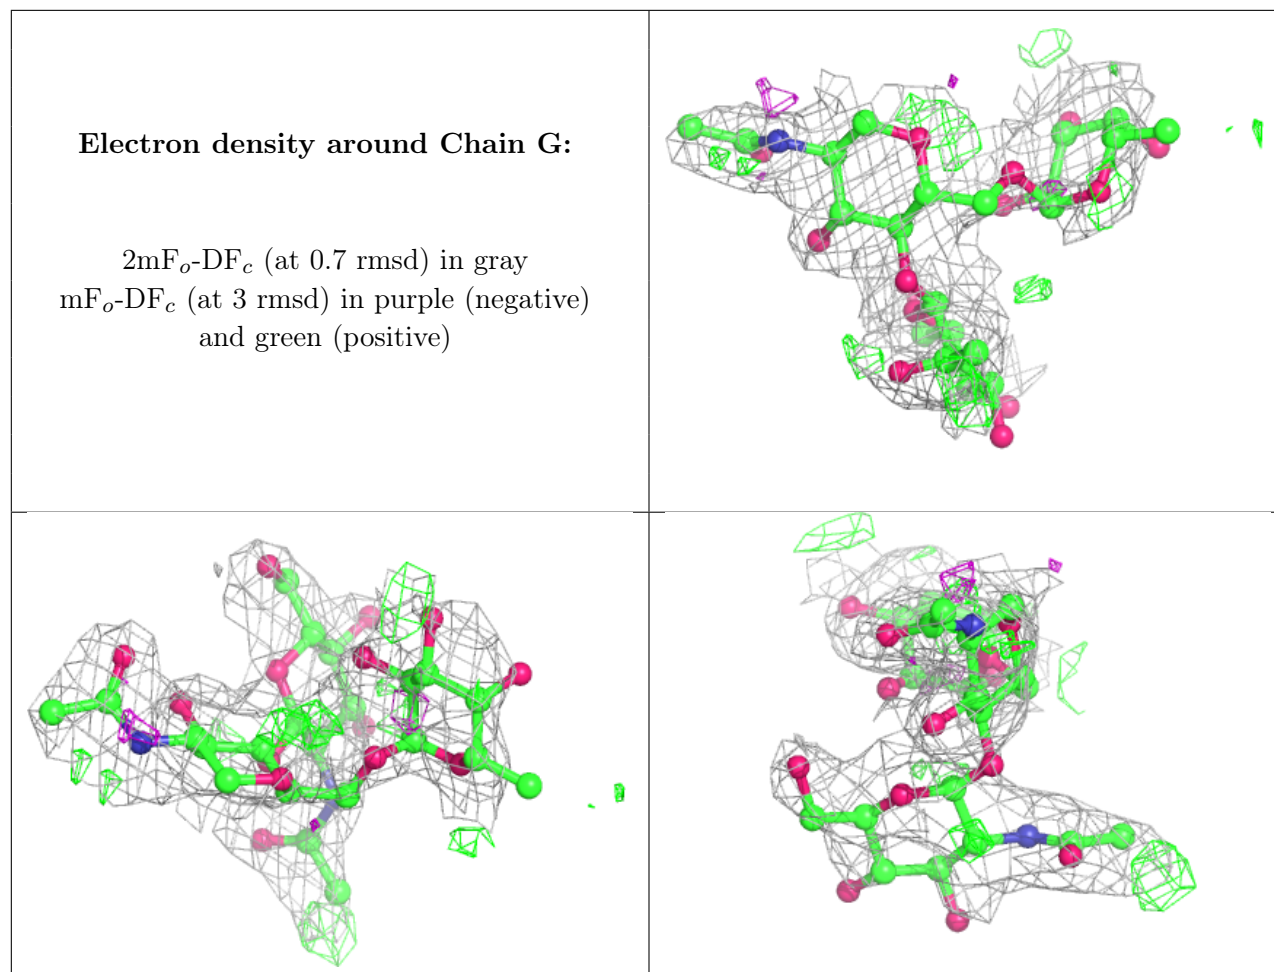 Electron density around Chain G:
2mFₒ-DF𝑐 (at 0.7 rmsd) in gray
mFₒ-DF𝑐 (at 3 rmsd) in purple (negative)
and green (positive)